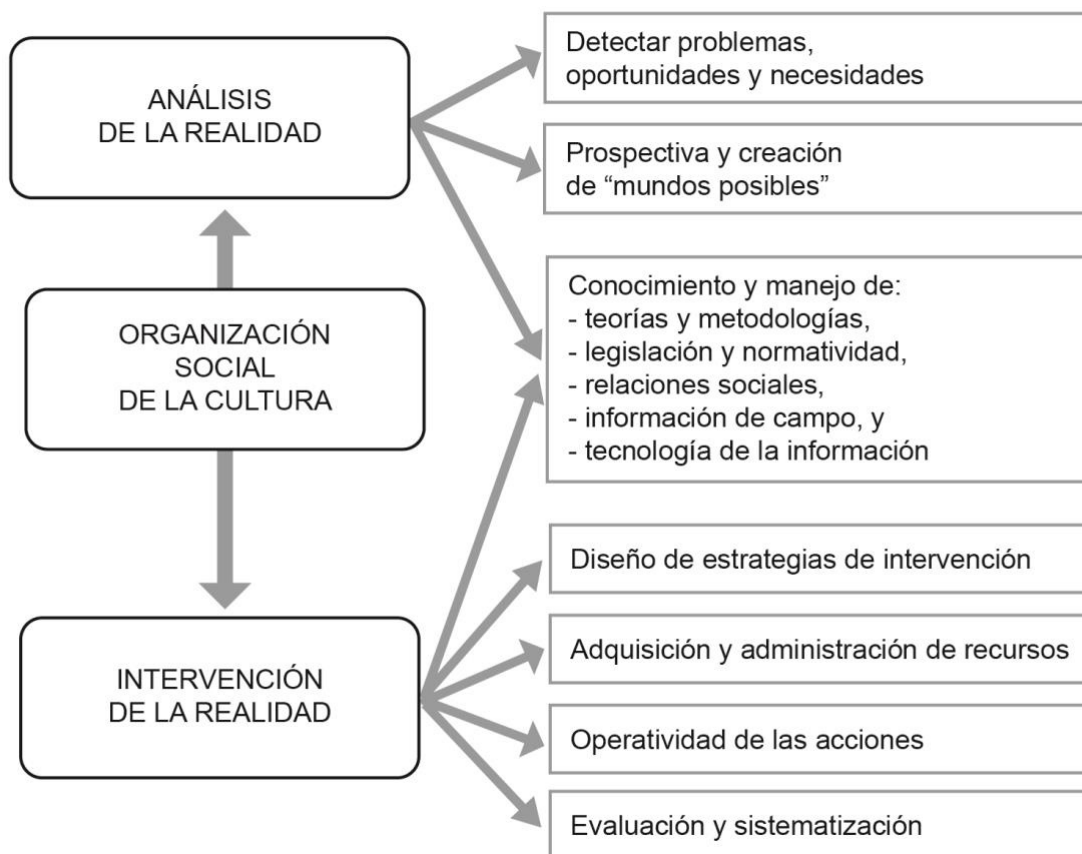 ANÁLISIS
DE LA REALIDAD
ORGANIZACIÓN
SOCIAL
DE LA CULTURA
INTERVENCIÓN
DE LA REALIDAD
Detectar problemas,
oportunidades y necesidades
Prospectiva y creación
de “mundos posibles”
Conocimiento y manejo de:
- teorías y metodologías,
- legislación y normatividad,
- relaciones sociales,
- información de campo, y
- tecnología de la información
Diseño de estrategias de intervención
Adquisición y administración de recursos
Operatividad de las acciones
Evaluación y sistematización